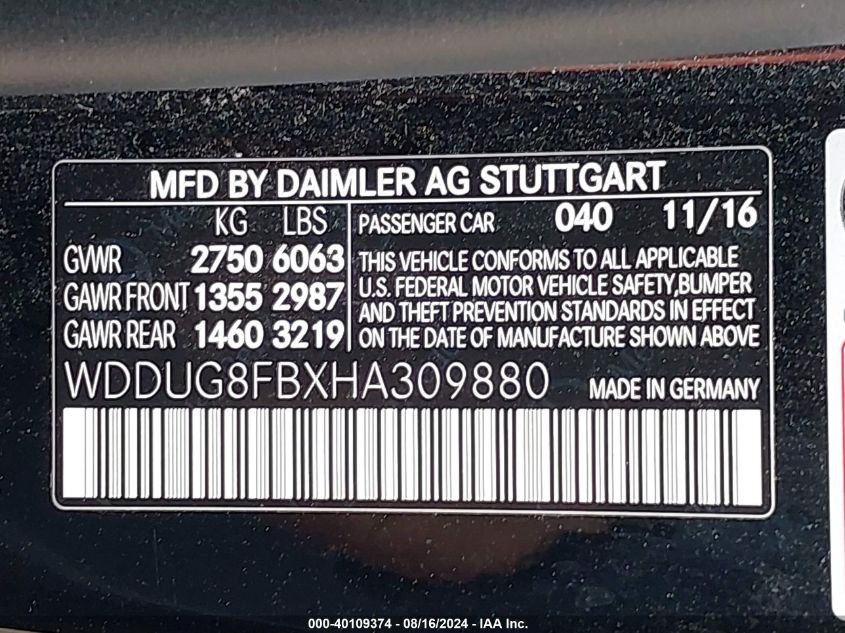 MFD BY DAIMLER AG STUTTGART
KG LBS
GVWR 2750 6063
GAWR FRONT 1355 2987
GAWR REAR 1460 3219
PASSENGER CAR 040 11/16
THIS VEHICLE CONFORMS TO ALL APPLICABLE
U.S. FEDERAL MOTOR VEHICLE SAFETY,BUMPER
AND THEFT PREVENTION STANDARDS IN EFFECT
ON THE DATE OF MANUFACTURE SHOWN ABOVE
WDDUG8FBXHA309880 MADE IN GERMANY
000-40109374 - 08/16/2024 - IAA Inc.